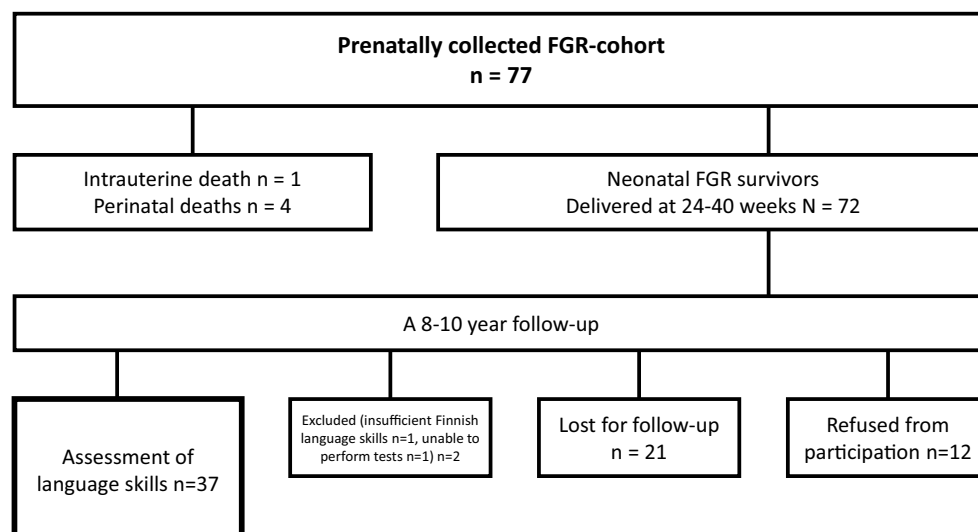 Prenatally collected FGR-cohort
n = 77
Intrauterine death n = 1
Perinatal deaths n = 4
Neonatal FGR survivors
Delivered at 24-40 weeks N = 72
A 8-10 year follow-up
Assessment of
language skills n=37
Excluded (insufficient Finnish
language skills n=1, unable to
perform tests n=1) n=2
Lost for follow-up
n = 21
Refused from
participation n=12